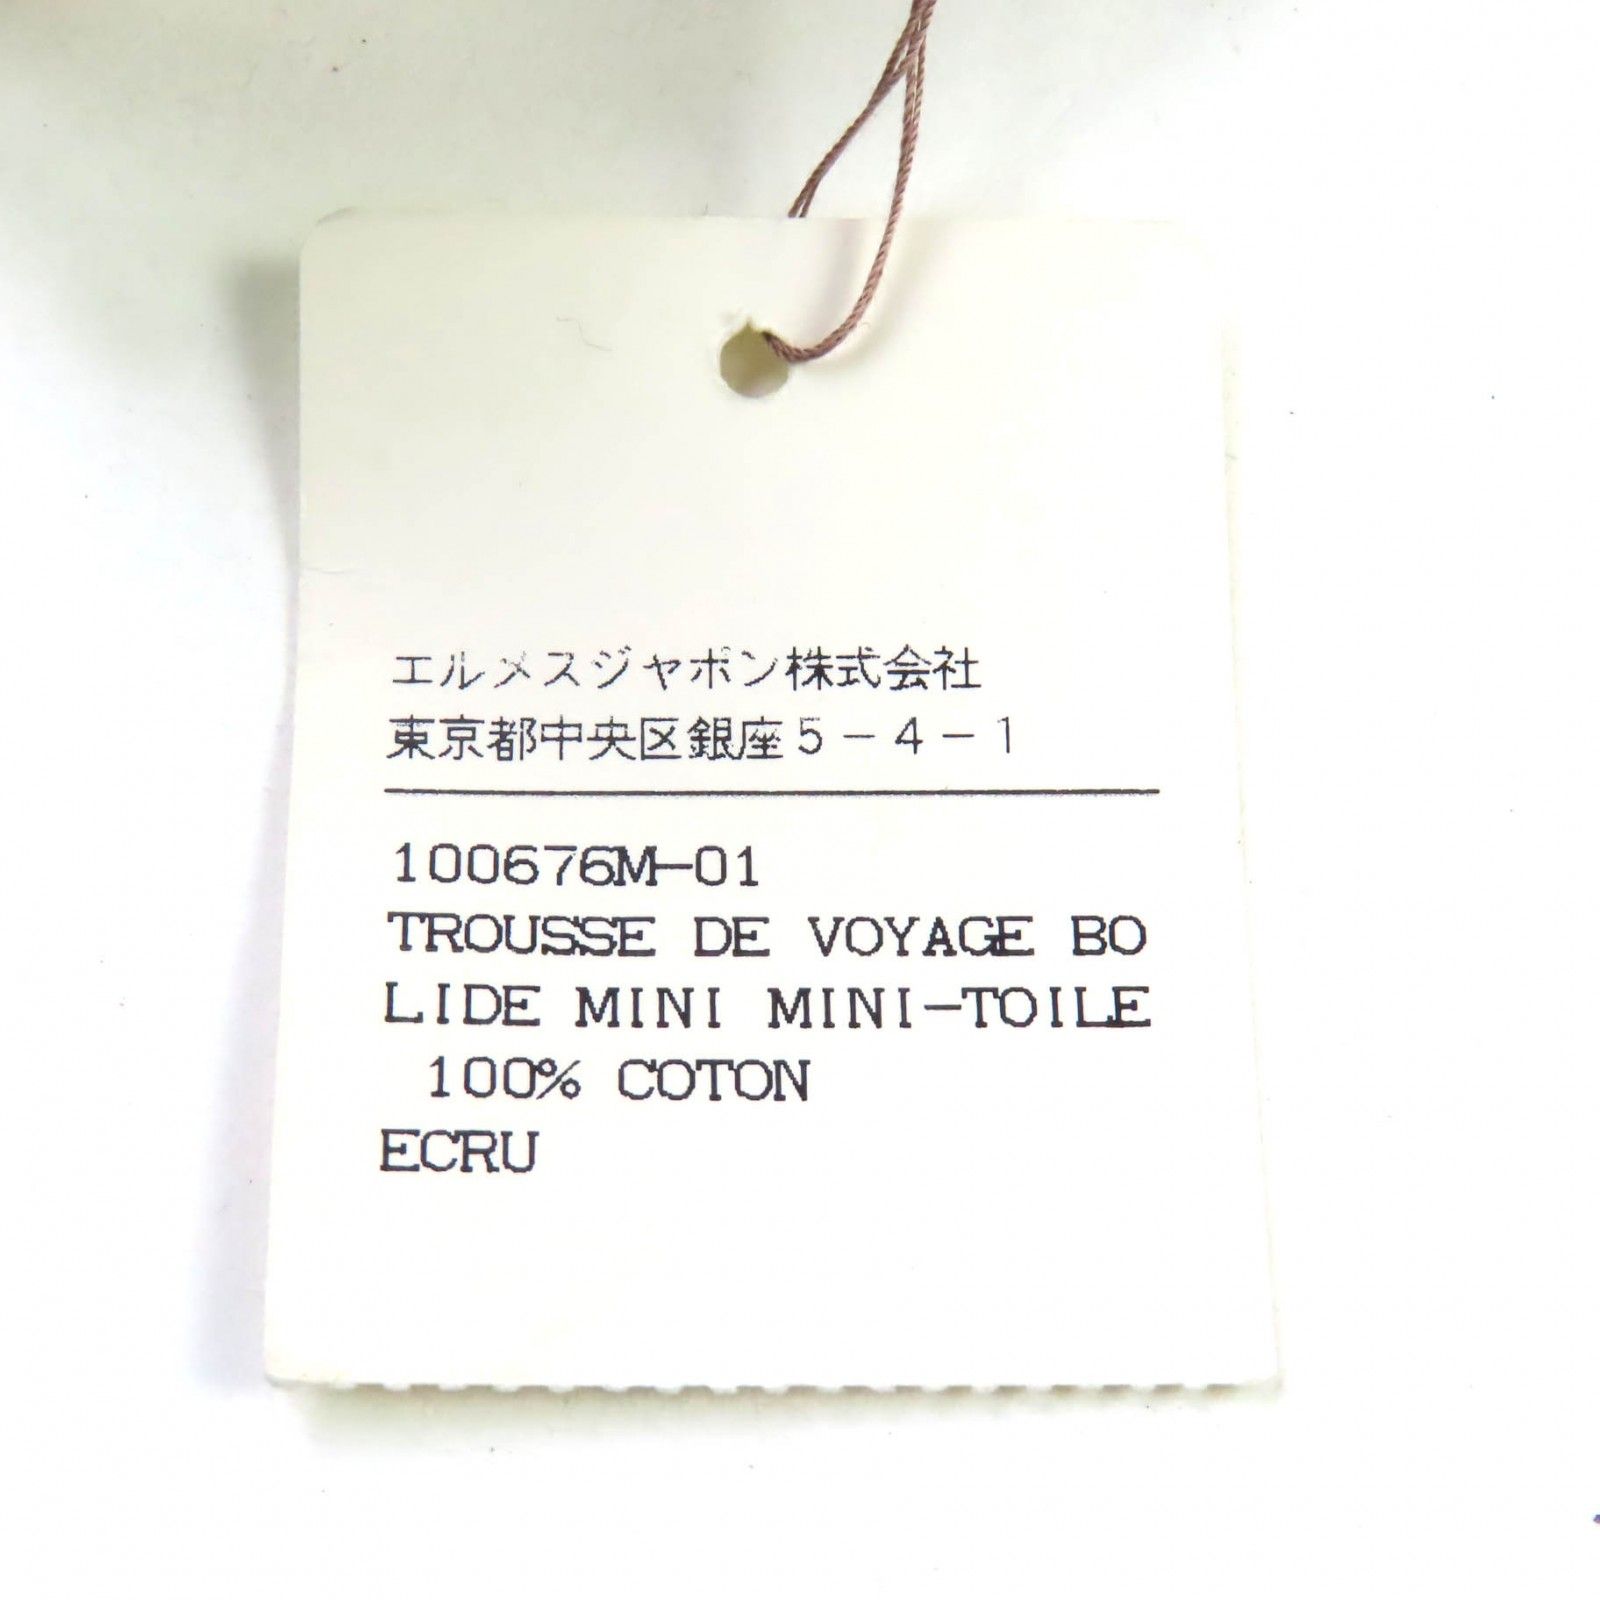 エルメスジャポン株式会社
東京都中央区銀座5-4-1
100676M-01
TROUSSE DE VOYAGE BO
LIDE MINI MINI-TOILE
100% COTON
ECRU